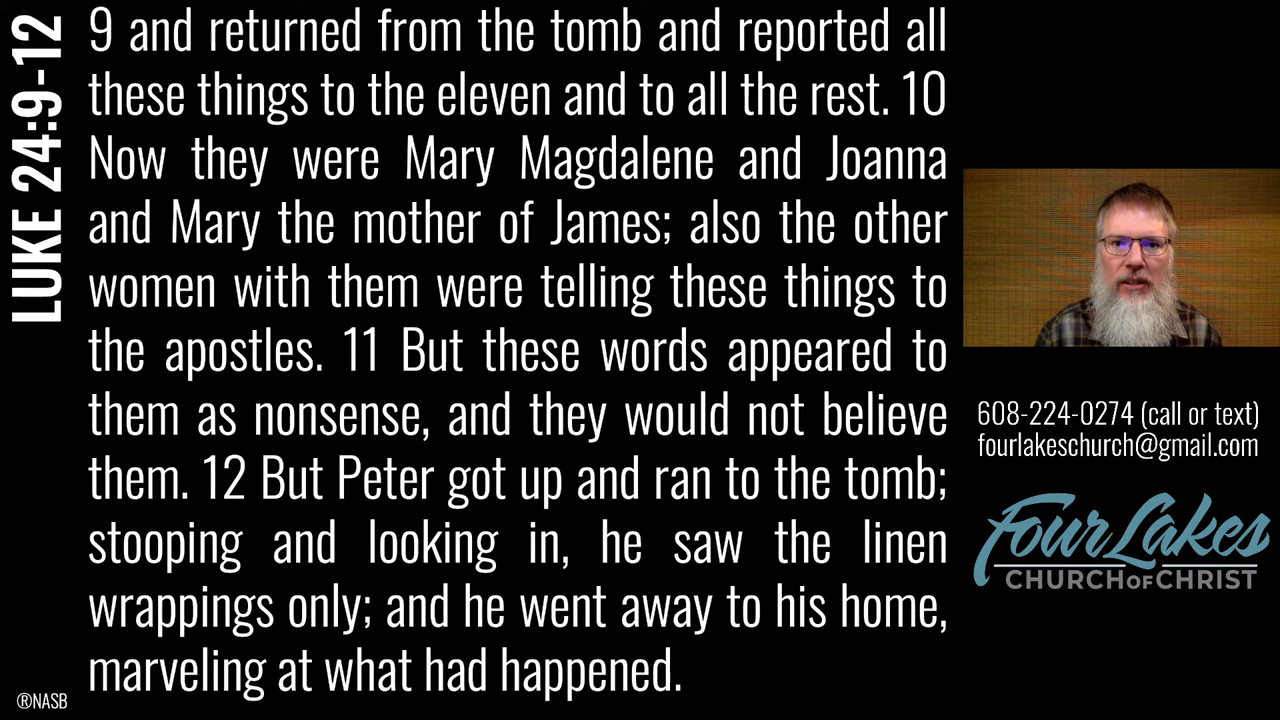 LUKE 24:9-12
9 and returned from the tomb and reported all
these things to the eleven and to all the rest. 10
Now they were Mary Magdalene and Joanna
and Mary the mother of James; also the other
women with them were telling these things to
the apostles. 11 But these words appeared to
them as nonsense, and they would not believe
them. 12 But Peter got up and ran to the tomb;
stooping and looking in, he saw the linen
wrappings only; and he went away to his home,
marveling at what had happened.
®NASB
608-224-0274 (call or text)
fourlakeschurch@gmail.com
Four Lakes
CHURCH OF CHRIST